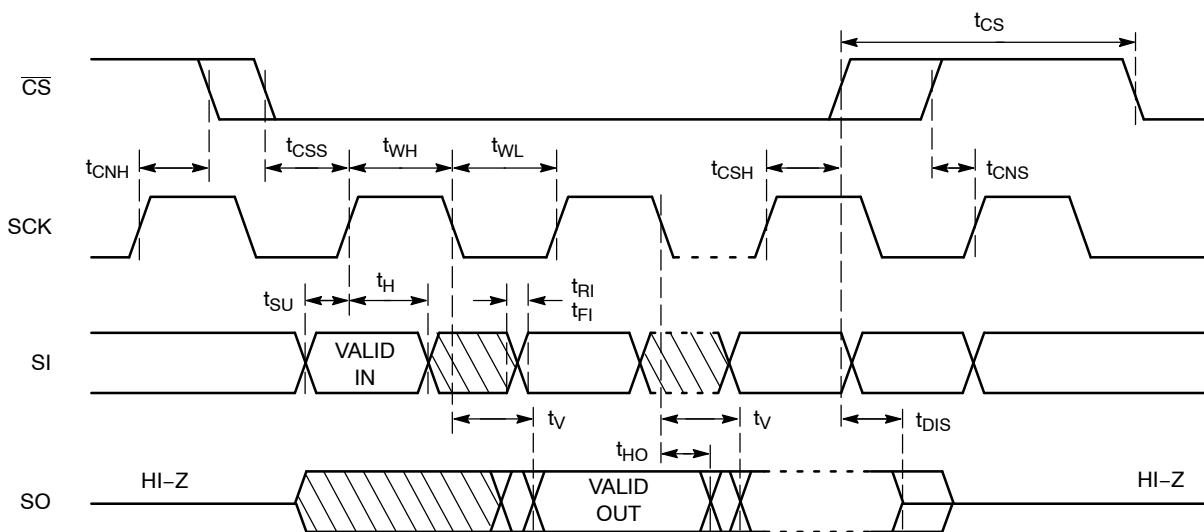 tCS
CS
tCNH
tCSS
tWH
tWL
tCSH
tCNS
SCK
tSU
tH
tRI
tFI
SI
VALID
IN
tV
tV
tDIS
tHO
HI–Z
HI–Z
SO
VALID
OUT